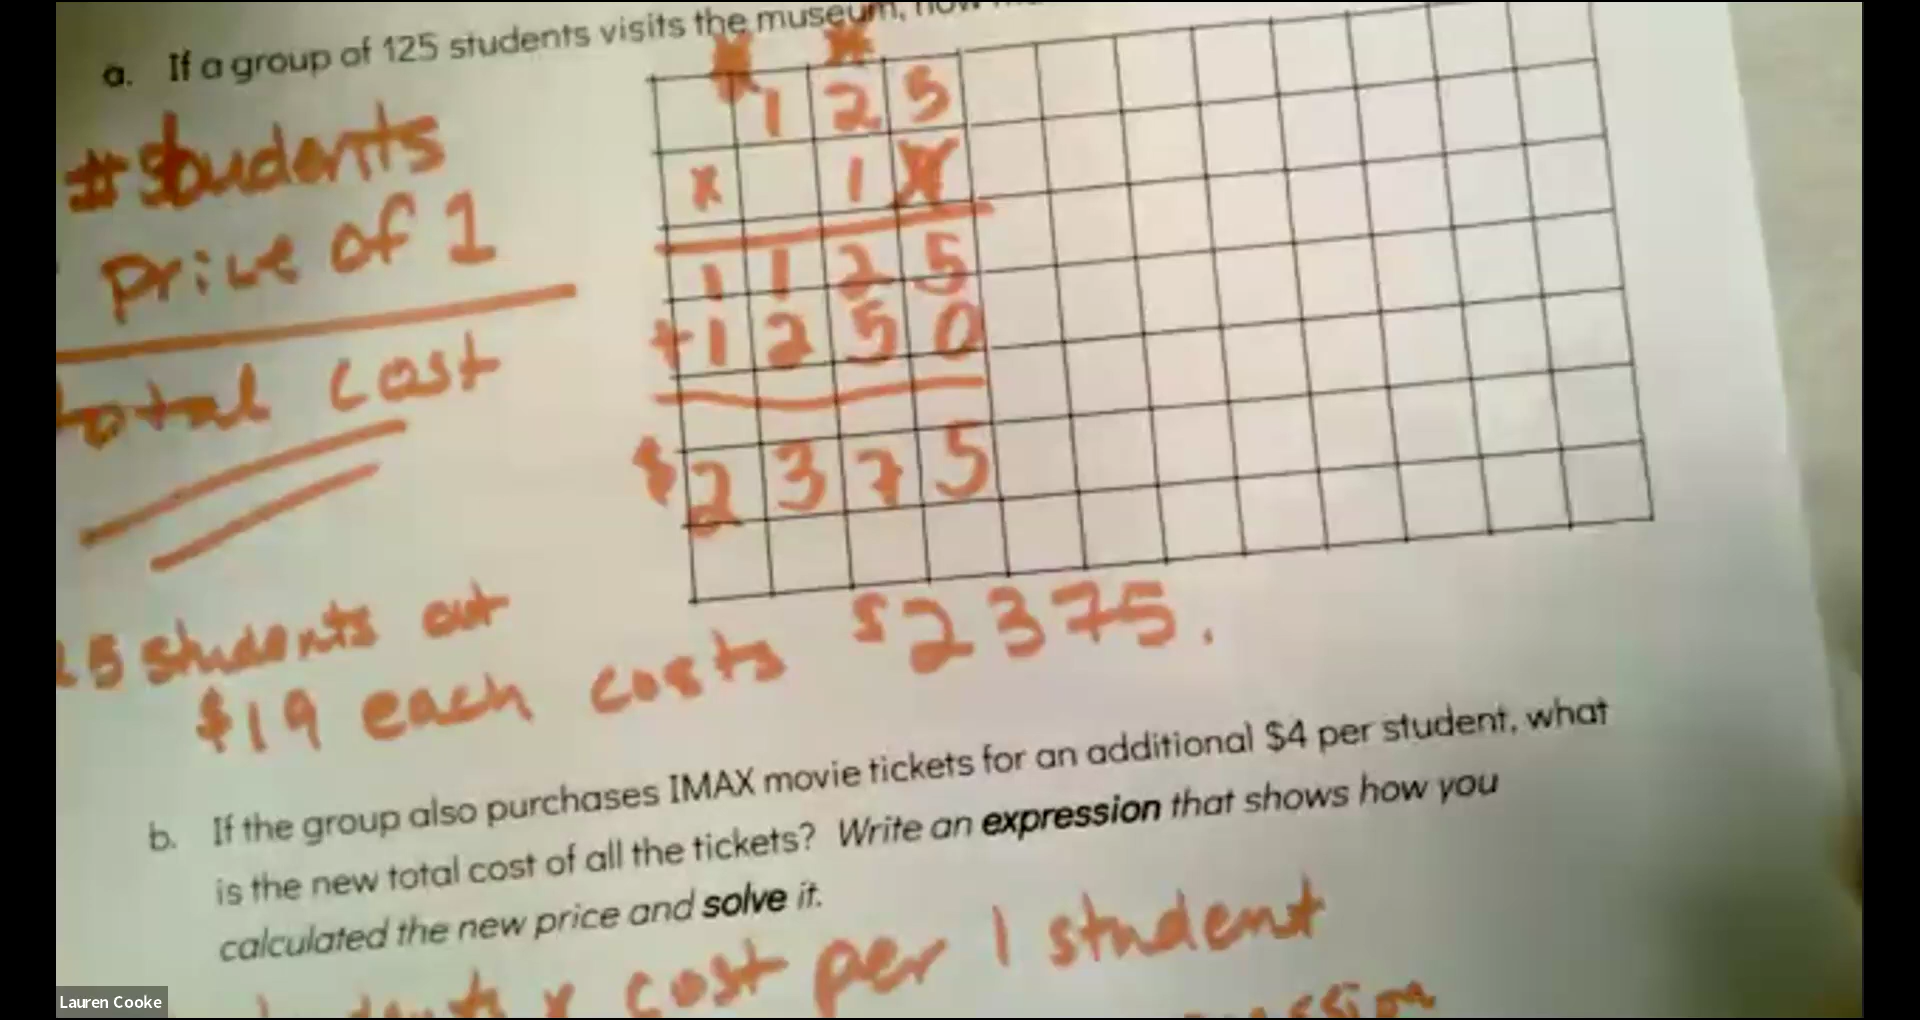 a. If a group of 125 students visits the museum, how
# students
price of 1
total cost
1 2 5
x 1
1 1 2 5
+ 1 2 5 0
$ 2 3 7 5
25 students at
$19 each costs $2375.
b. If the group also purchases IMAX movie tickets for an additional $4 per student, what
is the new total cost of all the tickets? Write an expression that shows how you
calculated the new price and solve it.
x cost per 1 student
Lauren Cooke